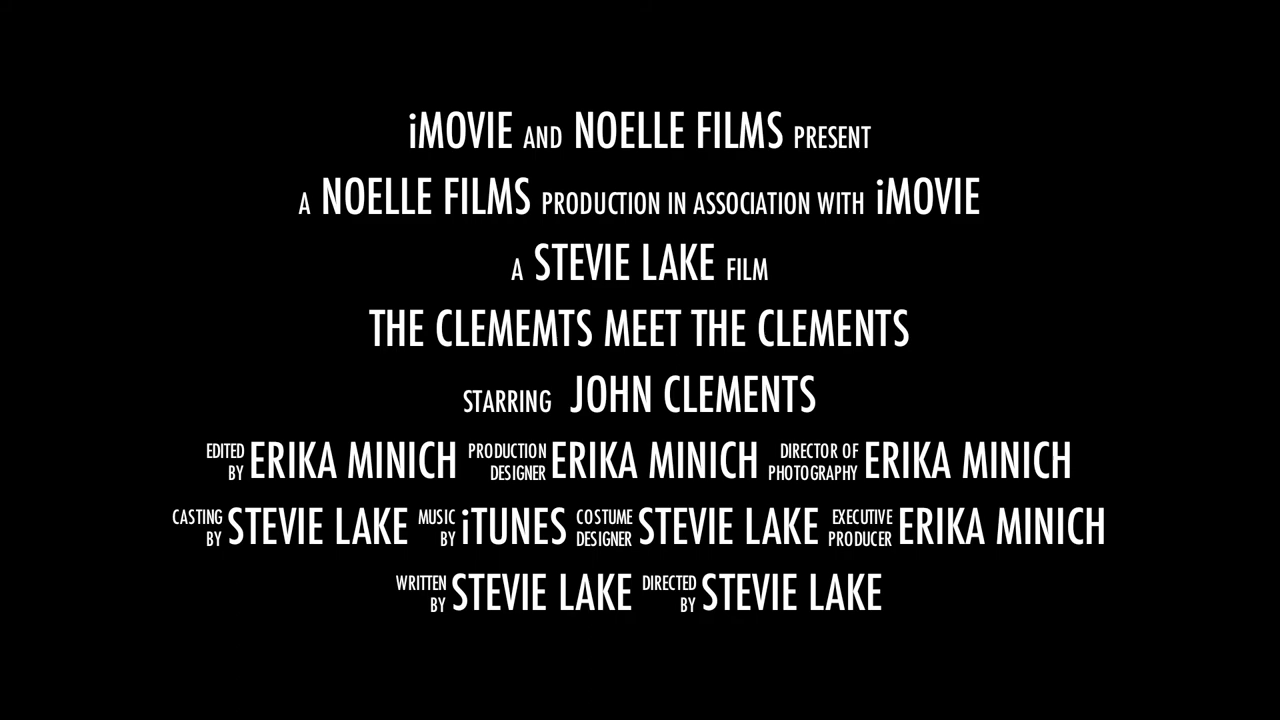 iMOVIE AND NOELLE FILMS PRESENT
A NOELLE FILMS PRODUCTION IN ASSOCIATION WITH iMOVIE
A STEVIE LAKE FILM
THE CLEMEMTS MEET THE CLEMENTS
STARRING JOHN CLEMENTS
EDITED BY ERIKA MINICH PRODUCTION DESIGNER ERIKA MINICH DIRECTOR OF PHOTOGRAPHY ERIKA MINICH
CASTING BY STEVIE LAKE MUSIC BY iTUNES COSTUME DESIGNER STEVIE LAKE EXECUTIVE PRODUCER ERIKA MINICH
WRITTEN BY STEVIE LAKE DIRECTED BY STEVIE LAKE